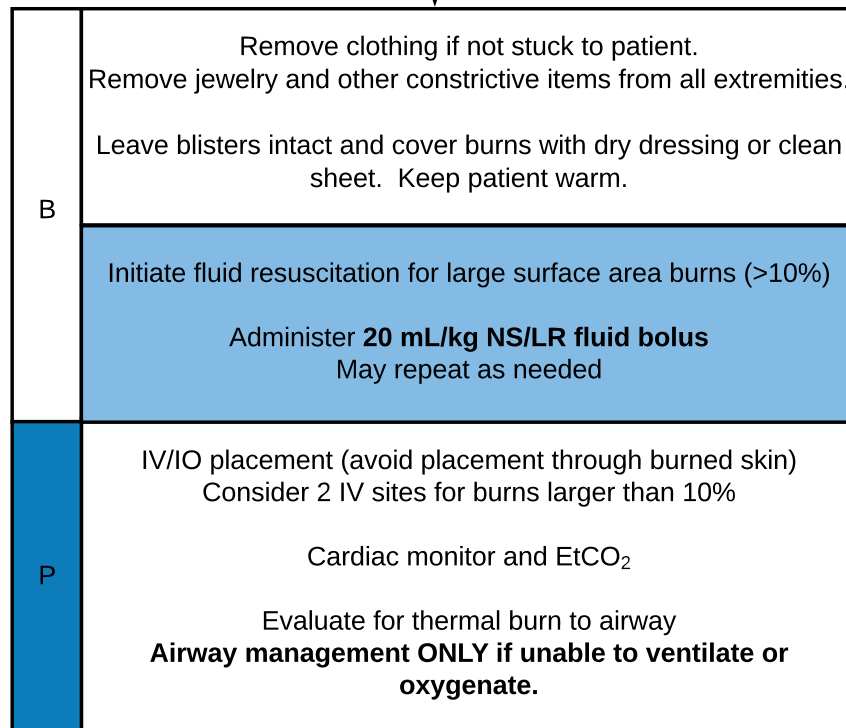 Remove clothing if not stuck to patient.
Remove jewelry and other constrictive items from all extremities.
Leave blisters intact and cover burns with dry dressing or clean
sheet.  Keep patient warm.
B
Initiate fluid resuscitation for large surface area burns (>10%)
Administer 20 mL/kg NS/LR fluid bolus
May repeat as needed
IV/IO placement (avoid placement through burned skin)
Consider 2 IV sites for burns larger than 10%
Cardiac monitor and EtCO₂
P
Evaluate for thermal burn to airway
Airway management ONLY if unable to ventilate or
oxygenate.